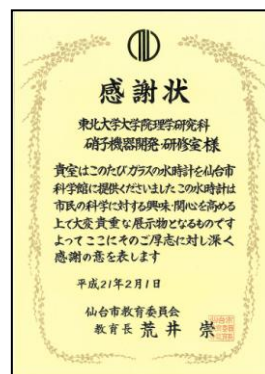 感謝状
東北大学大学院理学研究科
硝子機器開発・研修室様
貴室はこのたびガラスの水時計を仙台市
科学館に提供くださいましたこの水時計は
市民の科学に対する興味・関心を高める
上で大変貴重な展示物となるものです
よってここにそのご厚志に対し深く
感謝の意を表します
平成21年2月1日
仙台市教育委員会
教育長 荒井 崇